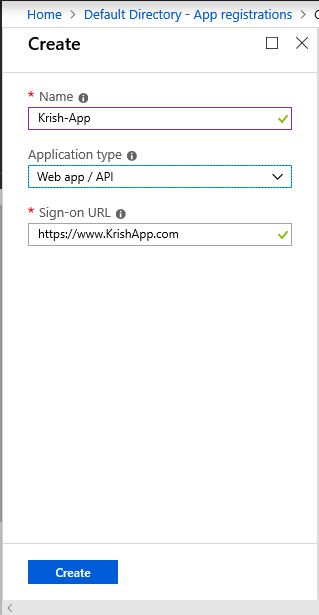 Home > Default Directory - App registrations >
Create
* Name
Krish-App
Application type
Web app / API
* Sign-on URL
https://www.KrishApp.com
Create